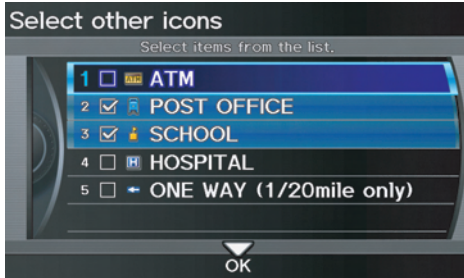 Select other icons
Select items from the list.
1 ATM ATM
2 POST OFFICE
3 SCHOOL
4 H HOSPITAL
5 ONE WAY (1/20mile only)
OK